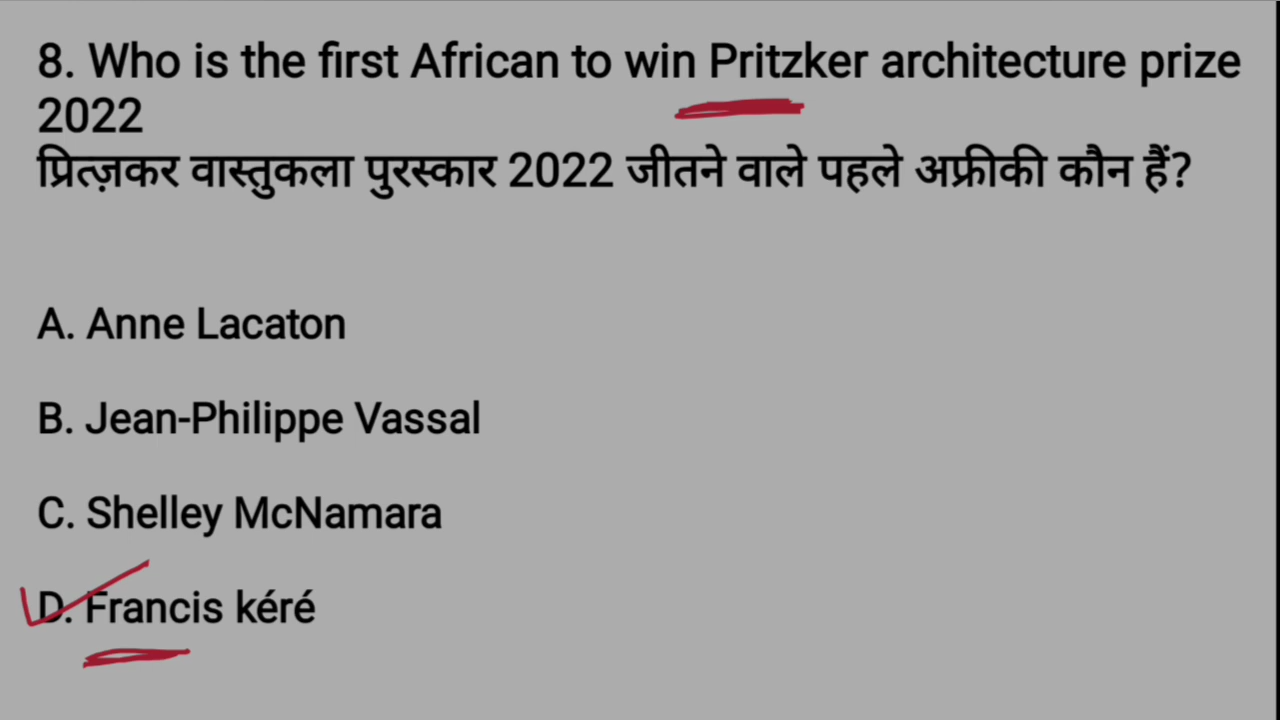 8. Who is the first African to win Pritzker architecture prize
2022
प्रित्ज़कर वास्तुकला पुरस्कार 2022 जीतने वाले पहले अफ्रीकी कौन हैं?
A. Anne Lacaton
B. Jean-Philippe Vassal
C. Shelley McNamara
D. Francis kéré